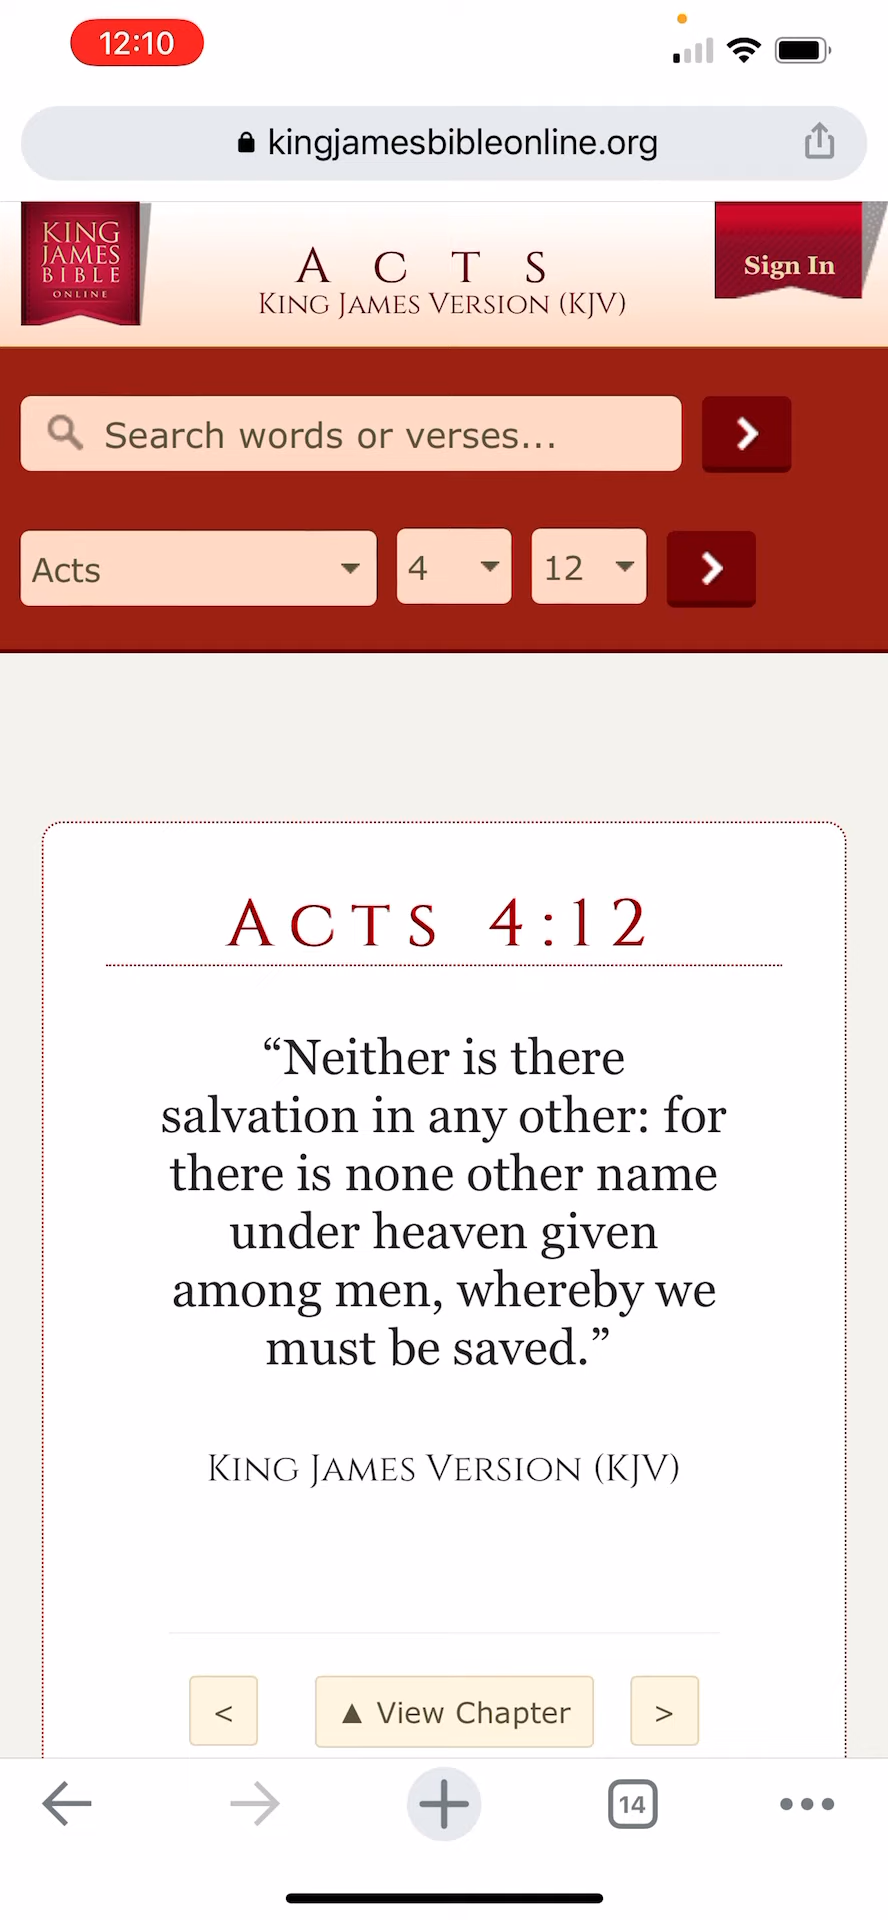 12:10
kingjamesbibleonline.org
KING
JAMES
BIBLE
ONLINE
ACTS
KING JAMES VERSION (KJV)
Sign In
Search words or verses...
Acts
4
12
ACTS 4:12
“Neither is there
salvation in any other: for
there is none other name
under heaven given
among men, whereby we
must be saved.”
KING JAMES VERSION (KJV)
<
▲ View Chapter
>
14